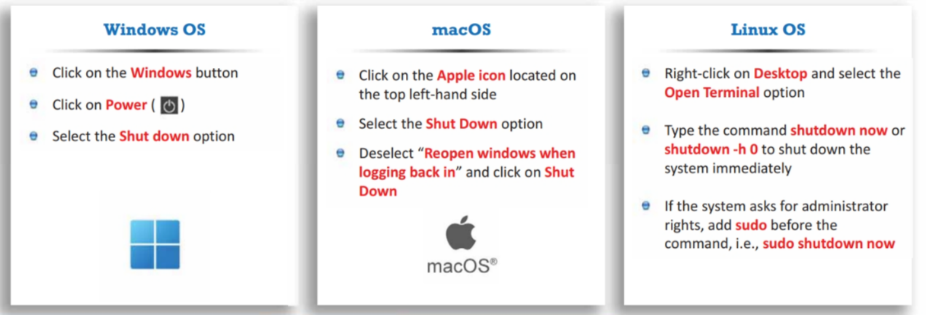 Windows OS
Click on the Windows button
Click on Power ( )
Select the Shut down option
macOS
Click on the Apple icon located on
the top left-hand side
Select the Shut Down option
Deselect “Reopen windows when
logging back in” and click on Shut
Down
macOS®
Linux OS
Right-click on Desktop and select the
Open Terminal option
Type the command shutdown now or
shutdown -h 0 to shut down the
system immediately
If the system asks for administrator
rights, add sudo before the
command, i.e., sudo shutdown now